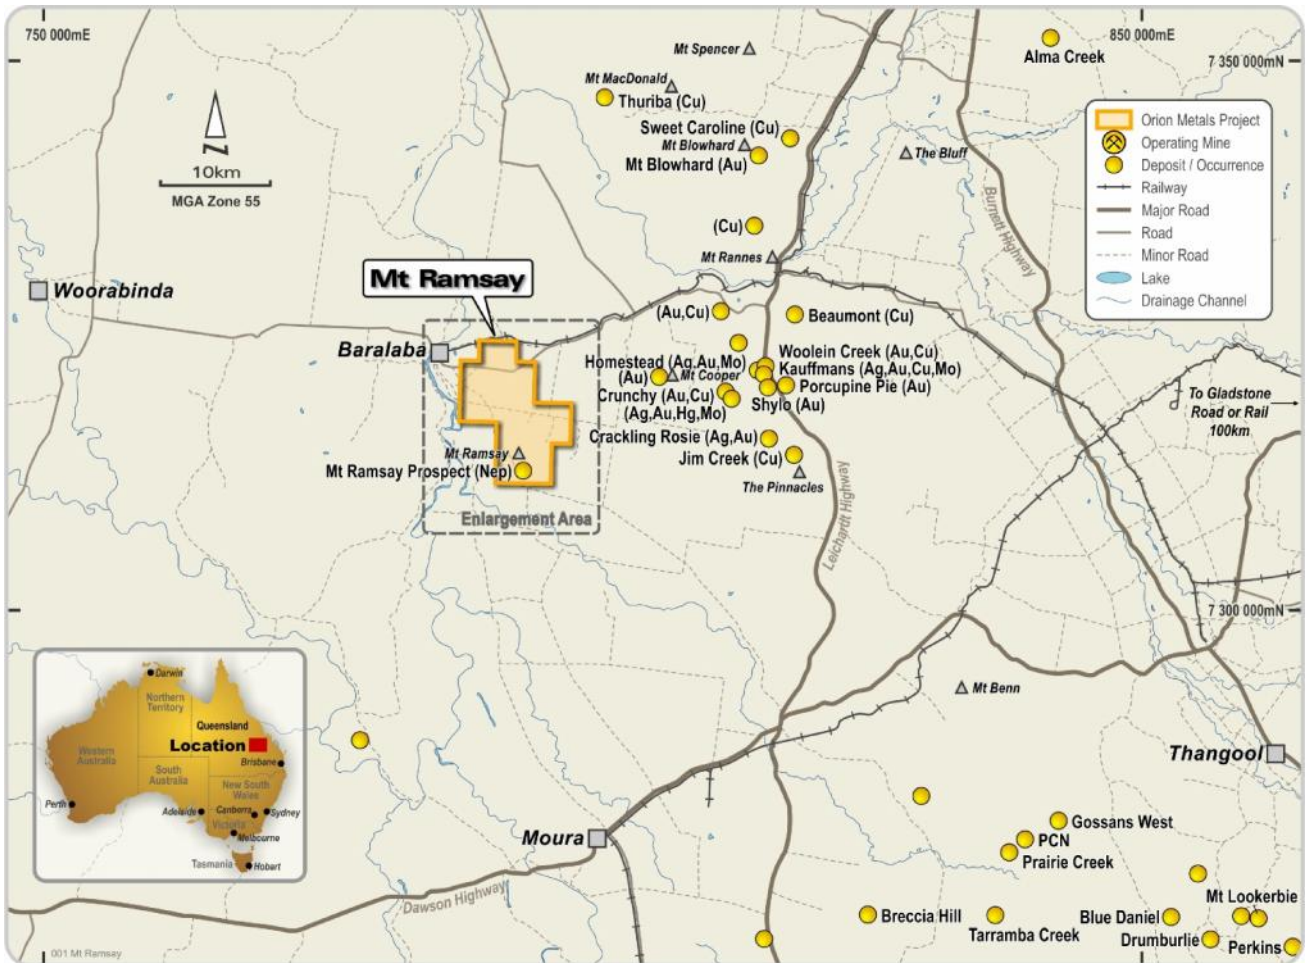 750 000mE
850 000mE
Alma Creek
7 350 000mN
Mt Spencer
Mt MacDonald
Thuriba (Cu)
Sweet Caroline (Cu)
Mt Blowhard
Mt Blowhard (Au)
The Bluff
N
10km
MGA Zone 55
Orion Metals Project
Operating Mine
Deposit / Occurrence
Railway
Major Road
Road
Minor Road
Lake
Drainage Channel
Burnett Highway
(Cu)
Mt Rannes
Mt Ramsay
Woorabinda
(Au,Cu)
Beaumont (Cu)
Baralaba
Woolein Creek (Au,Cu)
Homestead (Ag,Au,Mo)
Kauffmans (Ag,Au,Cu,Mo)
(Au)
Mt Cooper
Porcupine Pie (Au)
Crunchy (Au,Cu)
Shylo (Au)
(Ag,Au,Hg,Mo)
To Gladstone
Road or Rail
100km
Crackling Rosie (Ag,Au)
Mt Ramsay
Jim Creek (Cu)
Mt Ramsay Prospect (Nep)
The Pinnacles
Enlargement Area
Leichardt Highway
7 300 000mN
Mt Benn
Darwin
Northern
Territory
Queensland
Location
Western
Australia
South
Australia
Brisbane
New South
Wales
Perth
Adelaide
Canberra
Sydney
Victoria
Melbourne
Tasmania
Hobart
Thangool
Moura
Gossans West
PCN
Prairie Creek
Dawson Highway
Breccia Hill
Tarramba Creek
Mt Lookerbie
Blue Daniel
Drumburlie
Perkins
001 Mt Ramsay